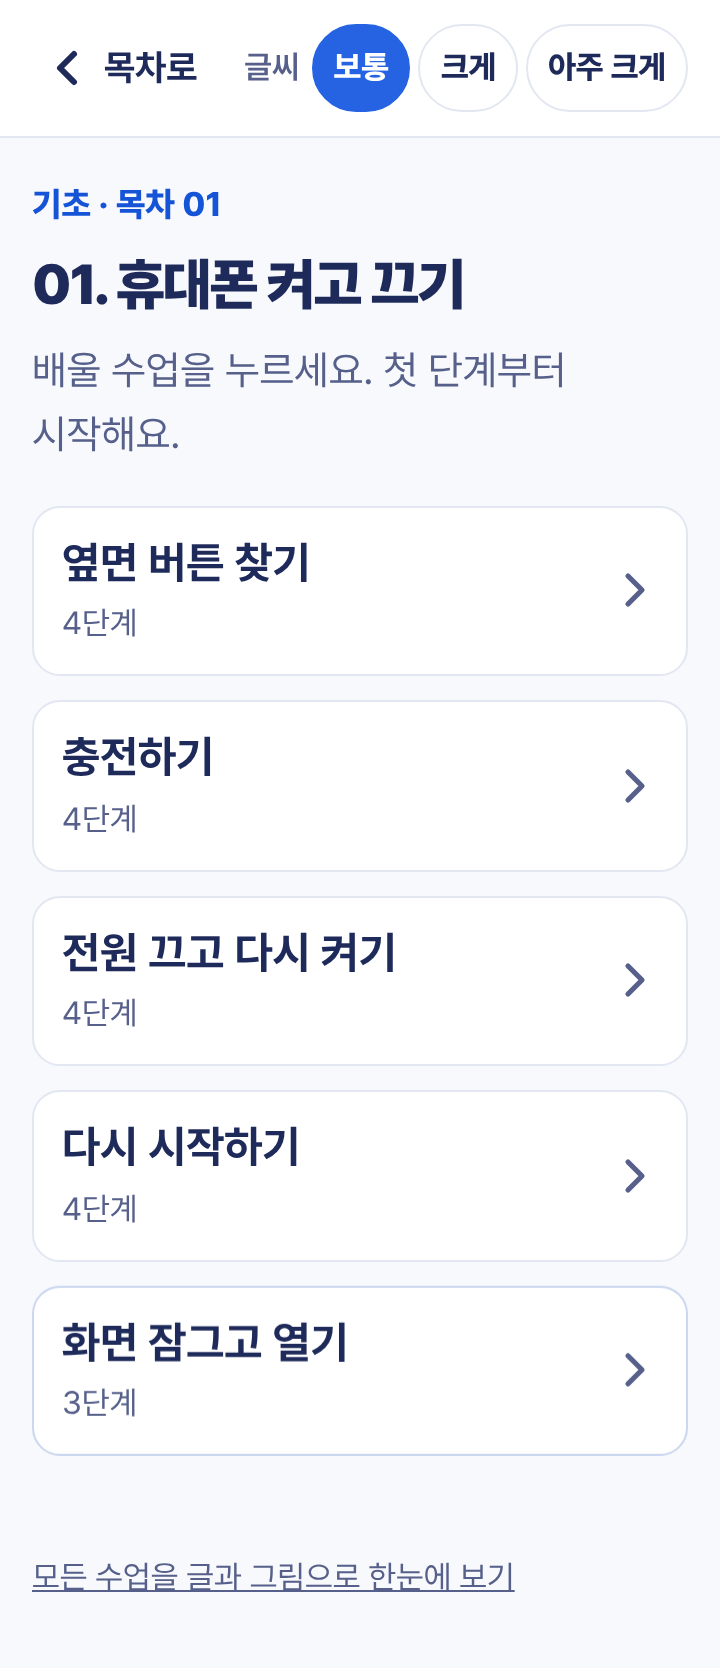 목차로 글씨 보통 크게 아주 크게
기초 · 목차 01
01. 휴대폰 켜고 끄기
배울 수업을 누르세요. 첫 단계부터
시작해요.
옆면 버튼 찾기
4단계
충전하기
4단계
전원 끄고 다시 켜기
4단계
다시 시작하기
4단계
화면 잠그고 열기
3단계
모든 수업을 글과 그림으로 한눈에 보기